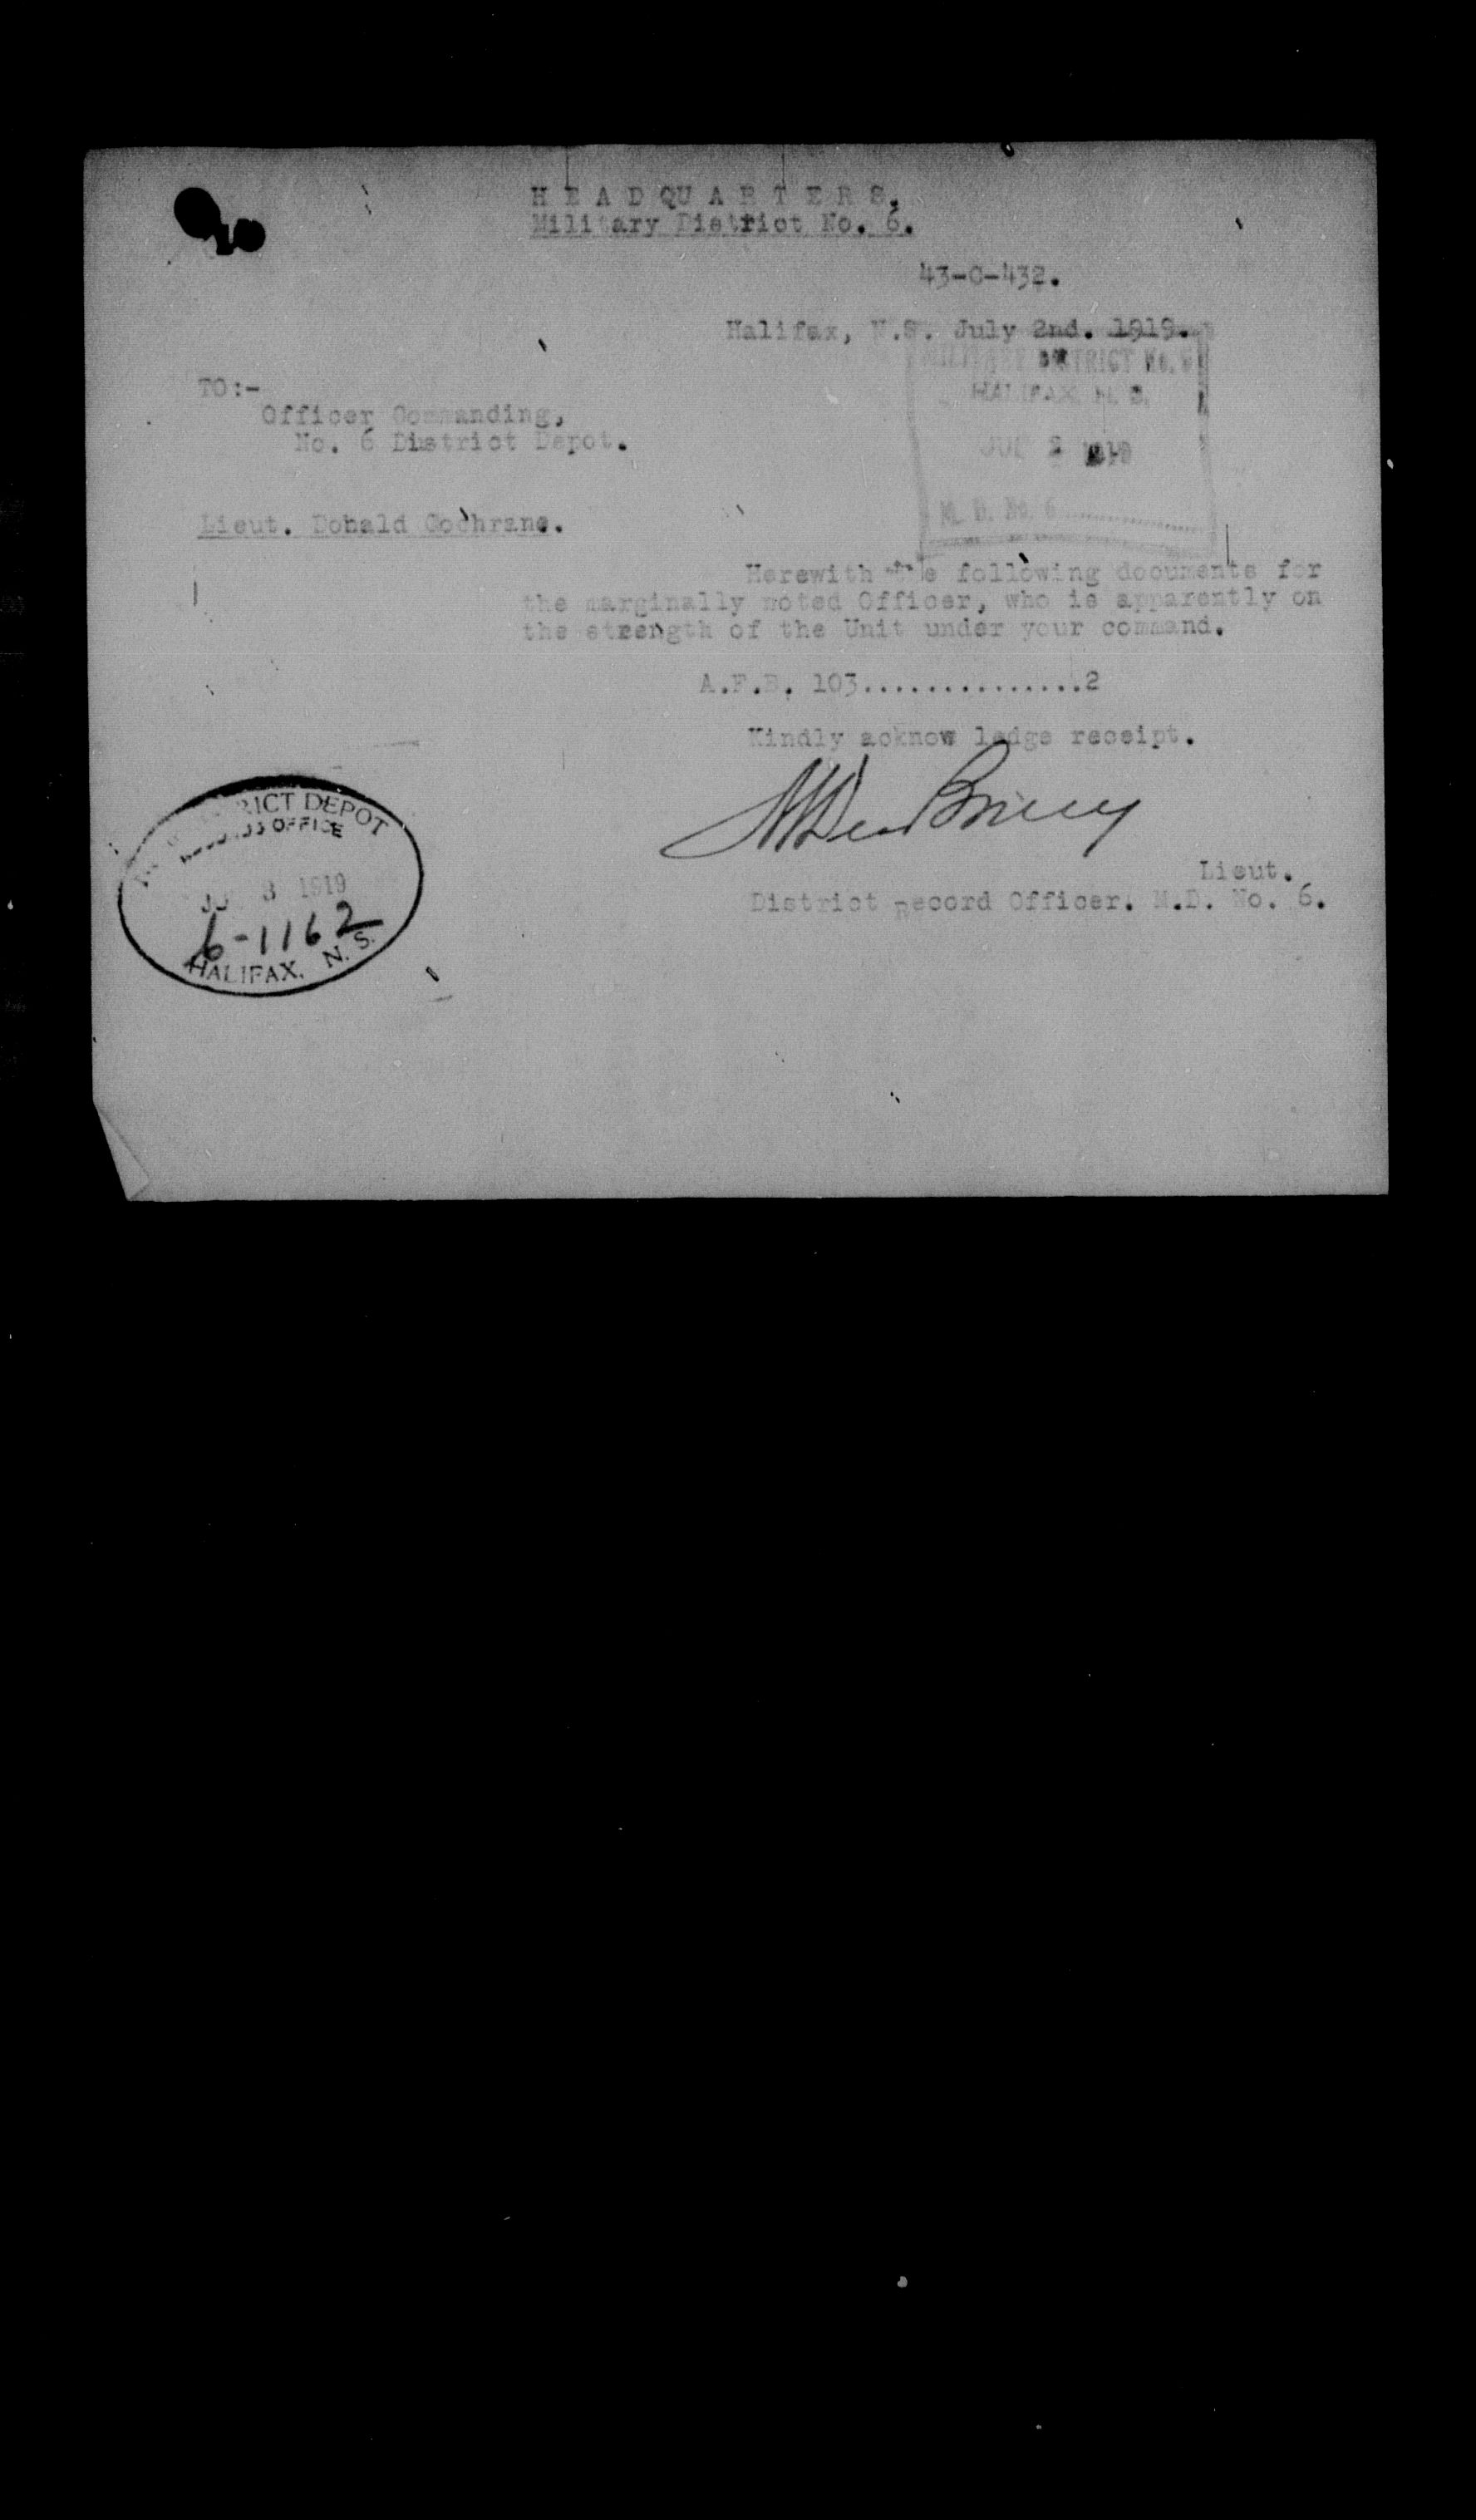 H E A D QU A R T E R S.
Military District No. 6.
43-C-432.
Halifax, N.S. July 2nd. 1919.
MILITARY DISTRICT No. 6
HALIFAX, N. S.
JUL 2 1919
M. D. No. 6
TO:-
Officer Commanding,
No. 6 District Depot.
Lieut. Donald Cochrane.
Herewith the following documents for
the marginally noted Officer, who is apparently on
the strength of the Unit under your command.
A.F.B. 103...............2
Kindly acknow ledge receipt.
Lieut.
District Record Officer. M.D. No. 6.
DISTRICT DEPOT
OFFICE
3 1919
6-1162
HALIFAX, N. S.